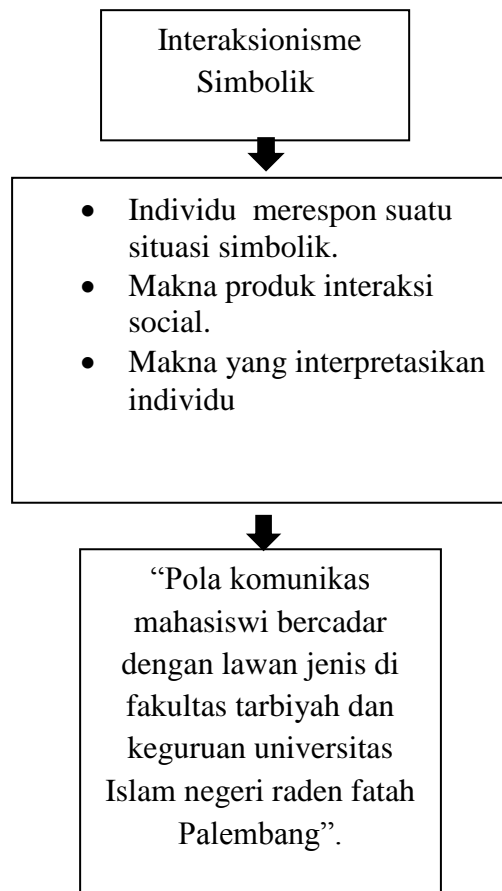 Interaksionisme
Simbolik
• Individu merespon suatu
situasi simbolik.
• Makna produk interaksi
social.
• Makna yang interpretasikan
individu
“Pola komunikas
mahasiswi bercadar
dengan lawan jenis di
fakultas tarbiyah dan
keguruan universitas
Islam negeri raden fatah
Palembang”.